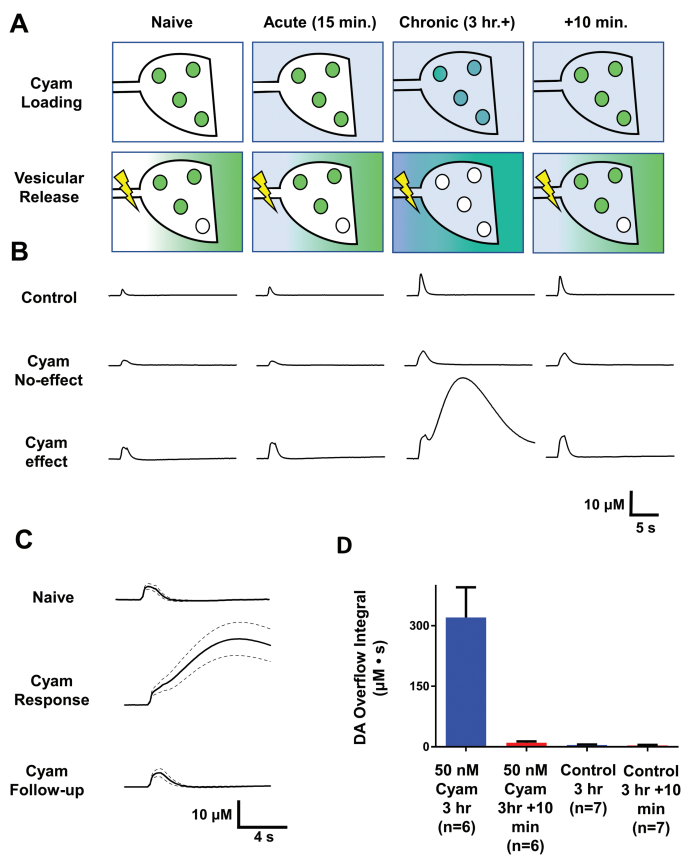 A
Naive
Acute (15 min.)
Chronic (3 hr.+)
+10 min.
Cyam
Loading
Vesicular
Release
B
Control
Cyam
No-effect
Cyam
effect
10 µM
5 s
C
Naive
Cyam
Response
Cyam
Follow-up
10 µM
4 s
D
DA Overflow Integral
(µM • s)
300
150
0
50 nM
Cyam
3 hr
(n=6)
50 nM
Cyam
3hr +10
min
(n=6)
Control
3 hr
(n=7)
Control
3 hr +10
min
(n=7)